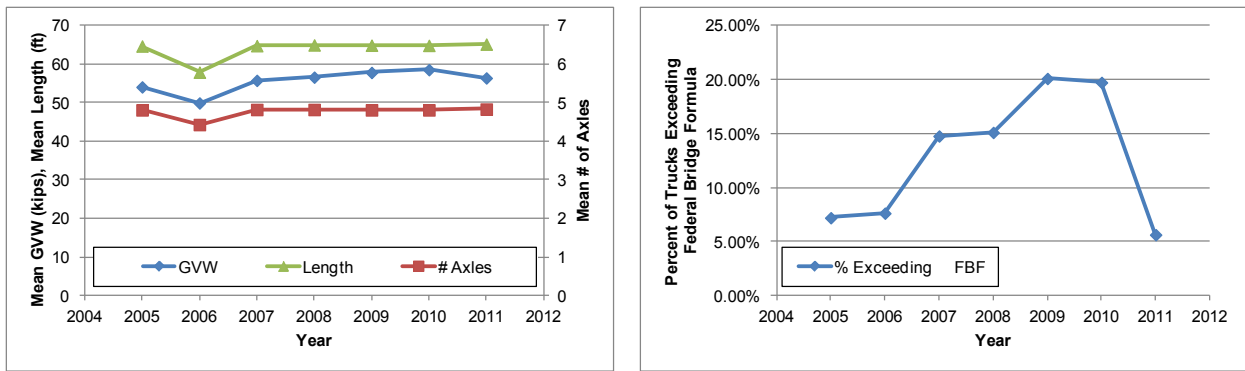 Mean GVW (kips), Mean Length (ft)
70
60
50
40
30
20
10
0
7
6
5
4
3
2
1
0
Mean # of Axles
GVW Length # Axles
2004 2005 2006 2007 2008 2009 2010 2011 2012
Year
Percent of Trucks Exceeding
Federal Bridge Formula
25.00%
20.00%
15.00%
10.00%
5.00%
0.00%
% Exceeding FBF
2004 2005 2006 2007 2008 2009 2010 2011 2012
Year